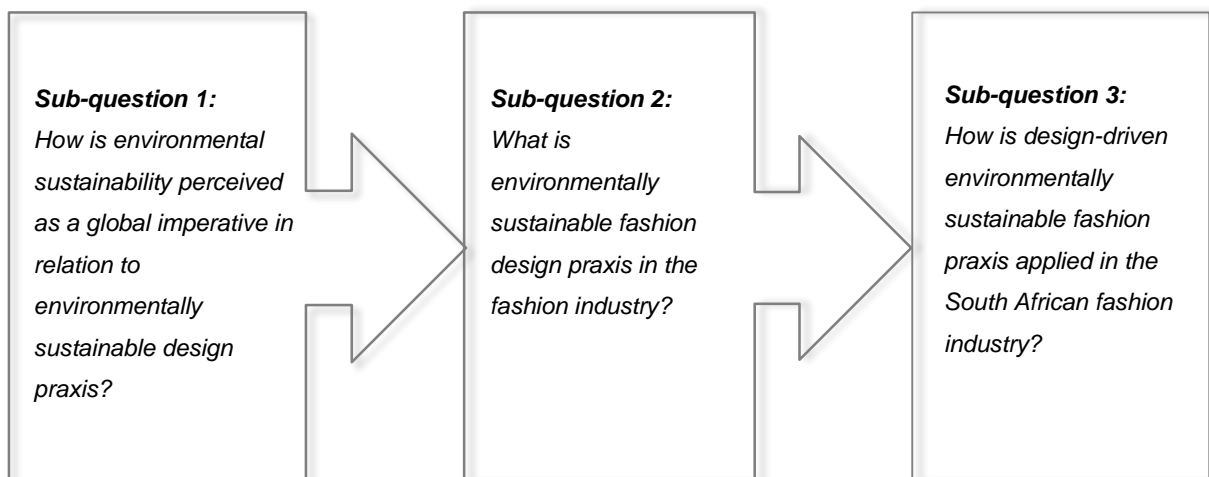 Sub-question 1:
How is environmental
sustainability perceived
as a global imperative in
relation to
environmentally
sustainable design
praxis?
Sub-question 2:
What is
environmentally
sustainable fashion
design praxis in the
fashion industry?
Sub-question 3:
How is design-driven
environmentally
sustainable fashion
praxis applied in the
South African fashion
industry?